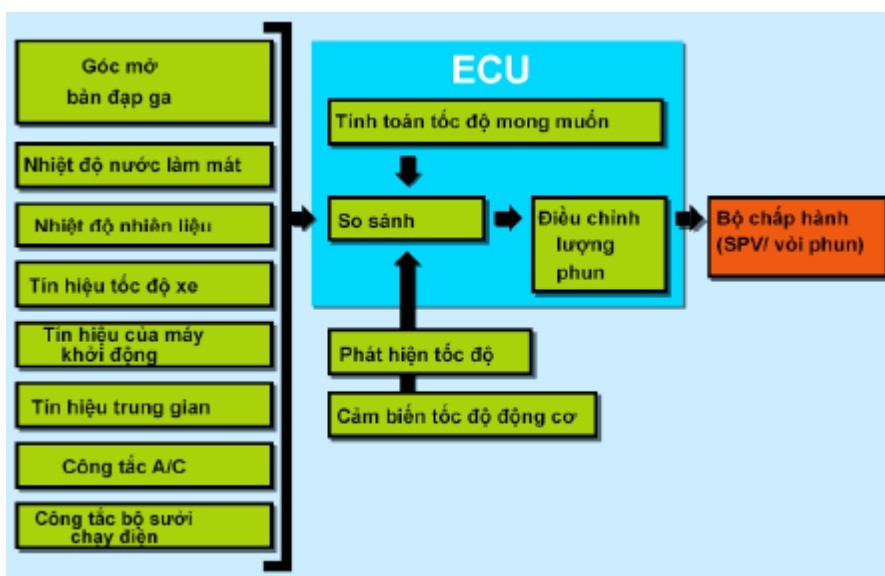 Góc mở
bàn đạp ga
Nhiệt độ nước làm mát
Nhiệt độ nhiên liệu
Tín hiệu tốc độ xe
Tín hiệu của máy
khởi động
Tín hiệu trung gian
Công tắc A/C
Công tắc bộ sưởi
chạy điện
ECU
Tính toán tốc độ mong muốn
So sánh
Điều chỉnh
lượng
phun
Bộ chấp hành
(SPV/ vòi phun)
Phát hiện tốc độ
Cảm biến tốc độ động cơ